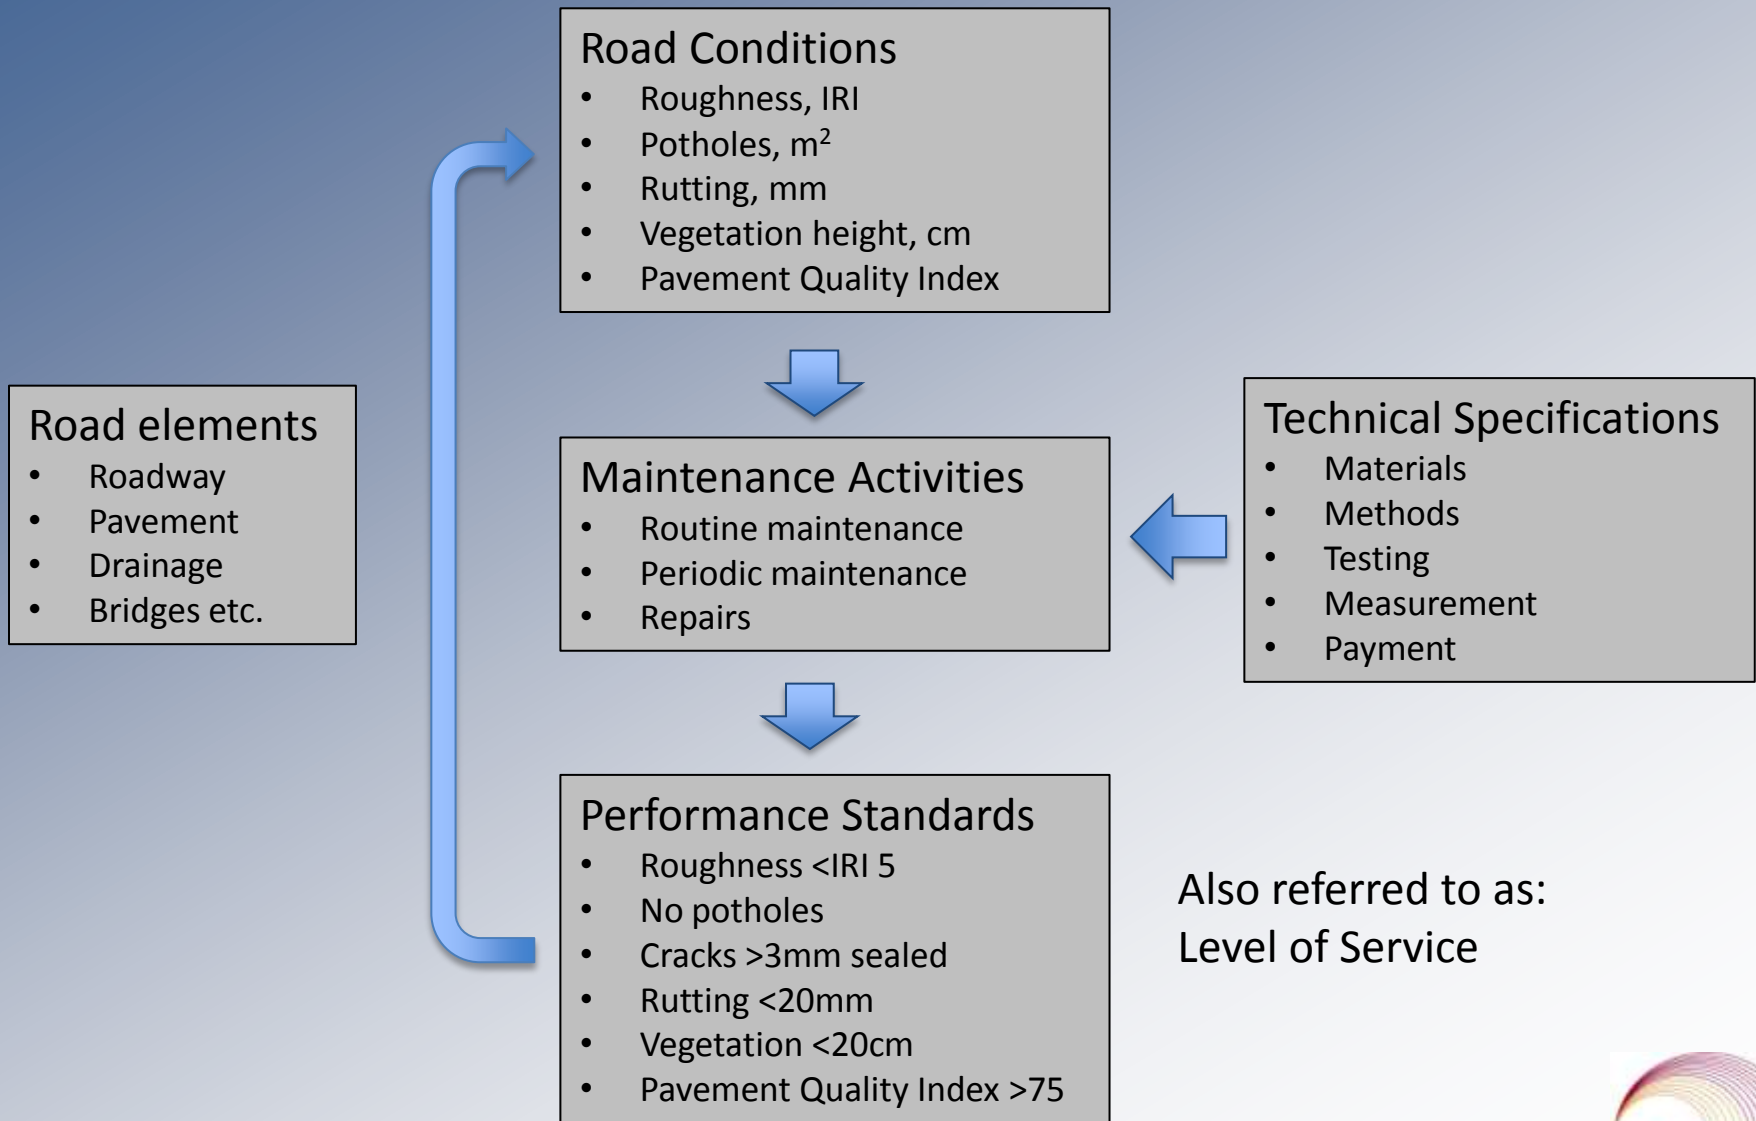 Road Conditions
• Roughness, IRI
• Potholes, m²
• Rutting, mm
• Vegetation height, cm
• Pavement Quality Index
Road elements
• Roadway
• Pavement
• Drainage
• Bridges etc.
Maintenance Activities
• Routine maintenance
• Periodic maintenance
• Repairs
Technical Specifications
• Materials
• Methods
• Testing
• Measurement
• Payment
Performance Standards
• Roughness <IRI 5
• No potholes
• Cracks >3mm sealed
• Rutting <20mm
• Vegetation <20cm
• Pavement Quality Index >75
Also referred to as:
Level of Service